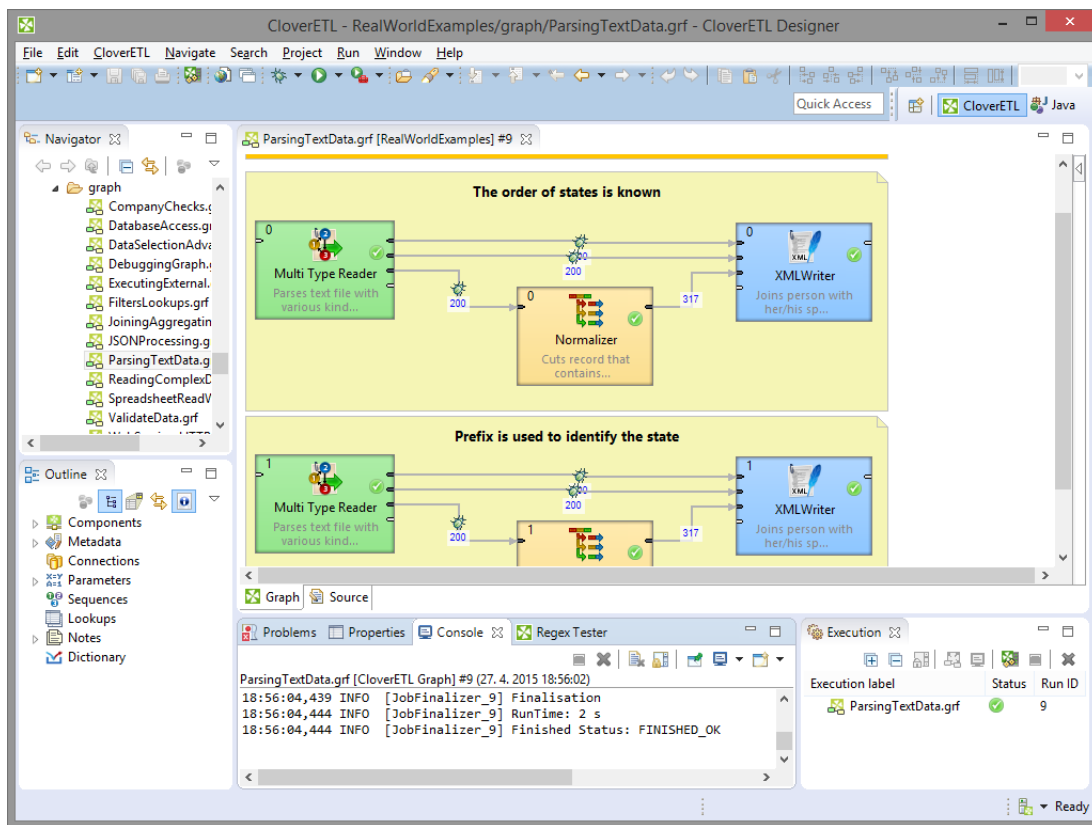 CloverETL - RealWorldExamples/graph/ParsingTextData.grf - CloverETL Designer
File Edit CloverETL Navigate Search Project Run Window Help
Quick Access
CloverETL
Java
Navigator
graph
CompanyChecks.g
DatabaseAccess.gr
DataSelectionAdva
DebuggingGraph.g
ExecutingExternal.
FiltersLookups.grf
JoiningAggregatin
JSONProcessing.g
ParsingTextData.g
ReadingComplexD
SpreadsheetReadW
ValidateData.grf
Outline
Components
Metadata
Connections
Parameters
Sequences
Lookups
Notes
Dictionary
ParsingTextData.grf [RealWorldExamples] #9
The order of states is known
0
Multi Type Reader
Parses text file with
various kind...
200
200
0
Normalizer
Cuts record that
contains...
317
0
XML
XMLWriter
Joins person with
her/his sp...
Prefix is used to identify the state
1
Multi Type Reader
Parses text file with
various kind...
200
200
1
317
1
XML
XMLWriter
Joins person with
her/his sp...
Graph Source
Problems Properties Console Regex Tester
ParsingTextData.grf [CloverETL Graph] #9 (27. 4. 2015 18:56:02)
18:56:04,439 INFO [JobFinalizer_9] Finalisation
18:56:04,444 INFO [JobFinalizer_9] RunTime: 2 s
18:56:04,444 INFO [JobFinalizer_9] Finished Status: FINISHED_OK
Execution
Execution label Status Run ID
ParsingTextData.grf 9
Ready